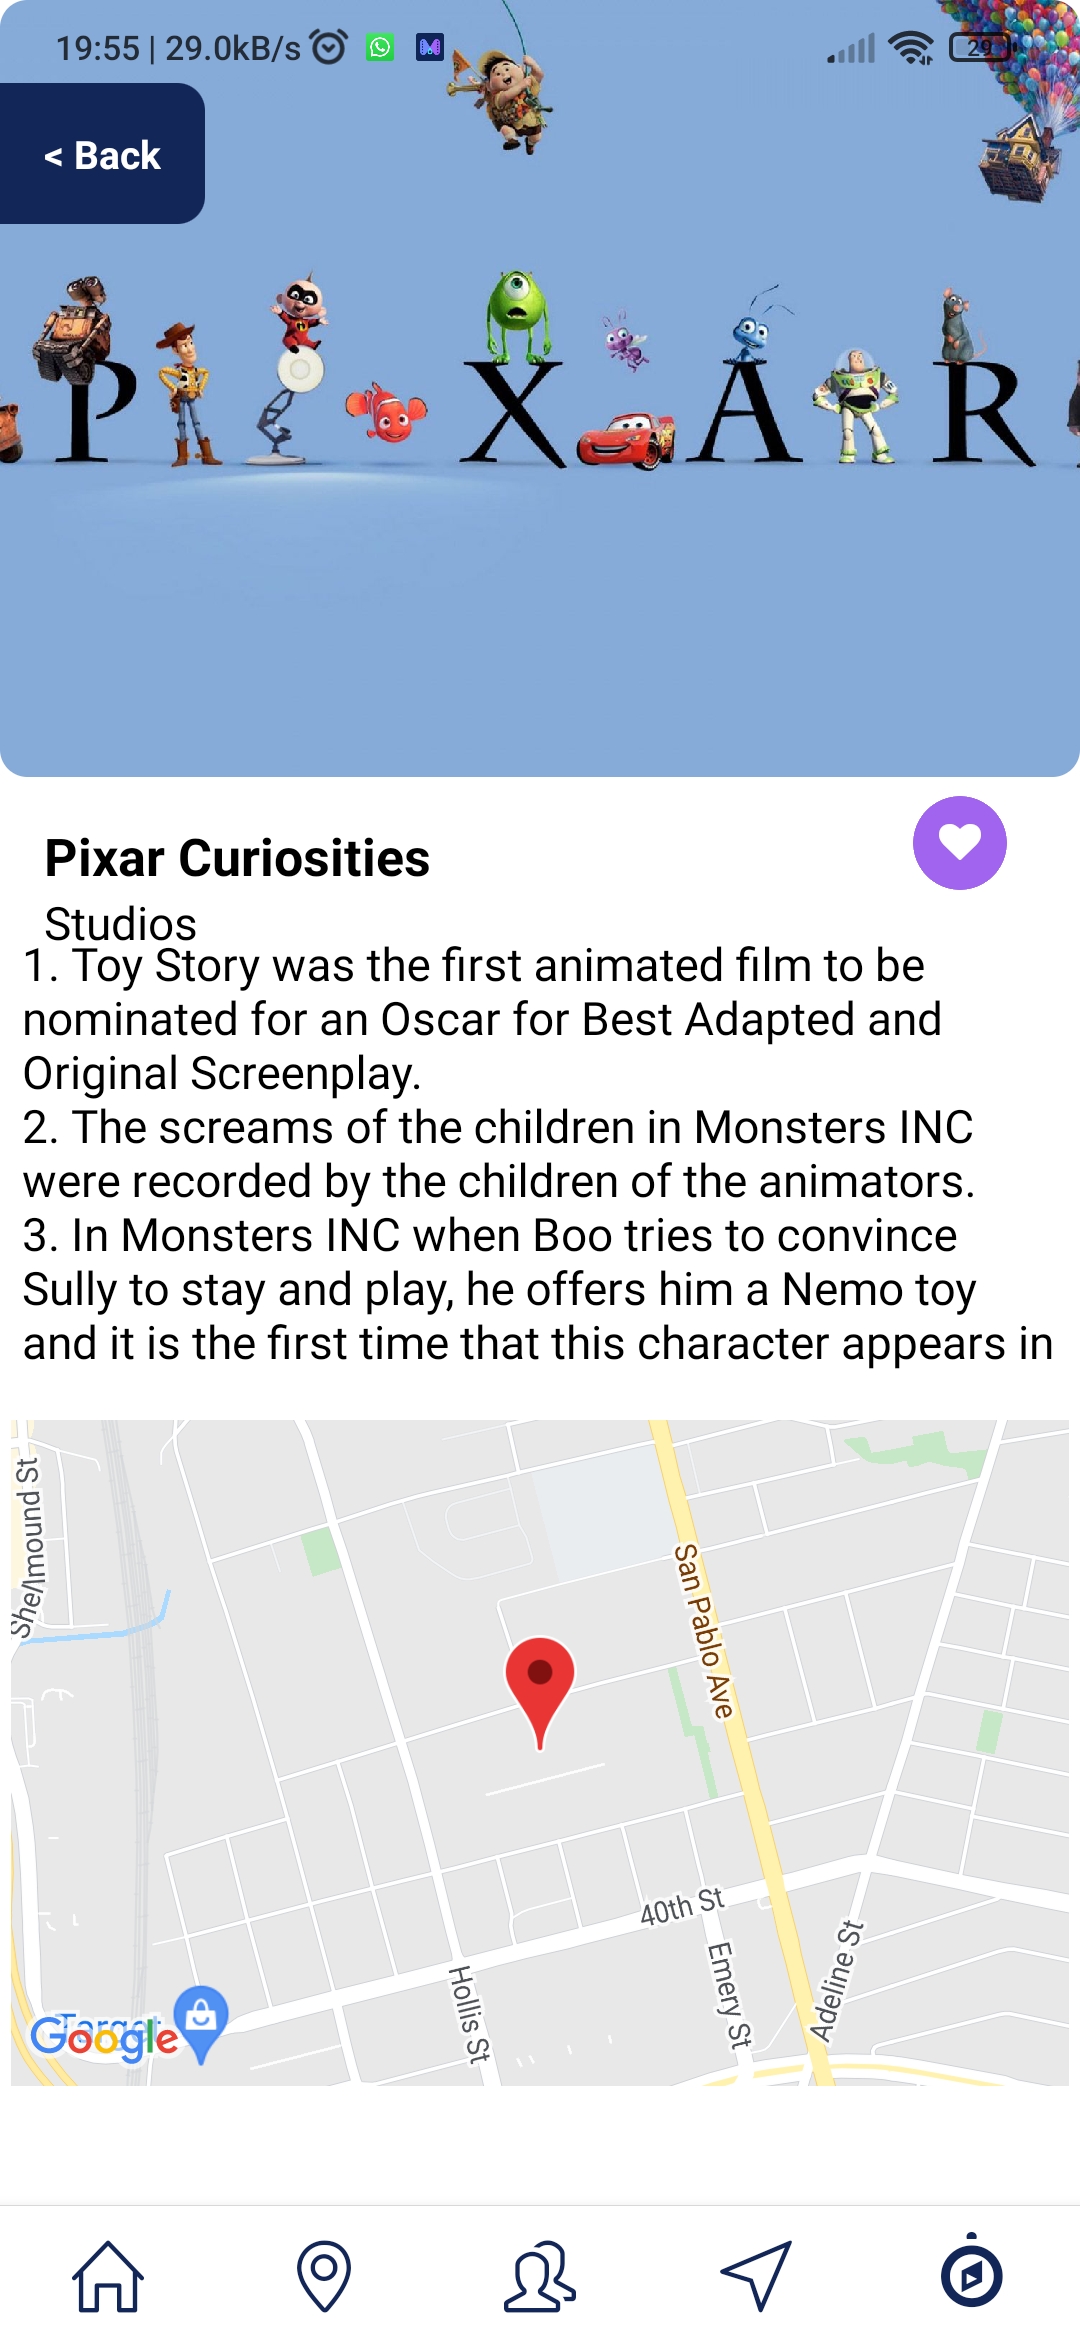 19:55 | 29.0kB/s
29
< Back
P X A R
Pixar Curiosities
Studios
1. Toy Story was the first animated film to be
nominated for an Oscar for Best Adapted and
Original Screenplay.
2. The screams of the children in Monsters INC
were recorded by the children of the animators.
3. In Monsters INC when Boo tries to convince
Sully to stay and play, he offers him a Nemo toy
and it is the first time that this character appears in
Shellmound St
San Pablo Ave
40th St
Hollis St
Emery St
Adeline St
Target
Google